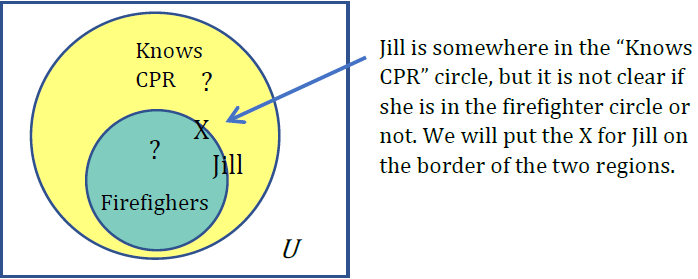 Knows
CPR ?
X
?
Jill
Firefighers
U
Jill is somewhere in the “Knows
CPR” circle, but it is not clear if
she is in the firefighter circle or
not. We will put the X for Jill on
the border of the two regions.